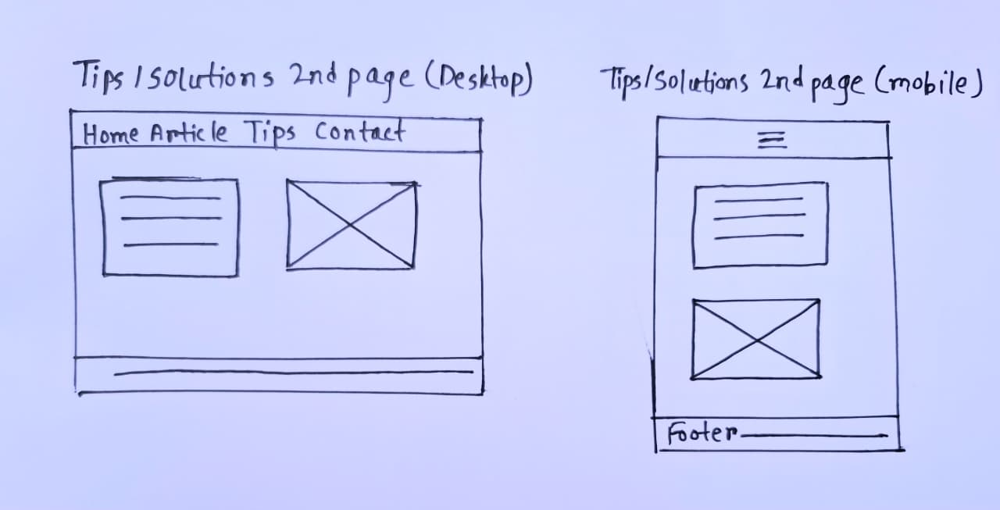 Tips/Solutions 2nd page (Desktop)
Home Article Tips Contact
Tips/Solutions 2nd page (mobile)
Footer